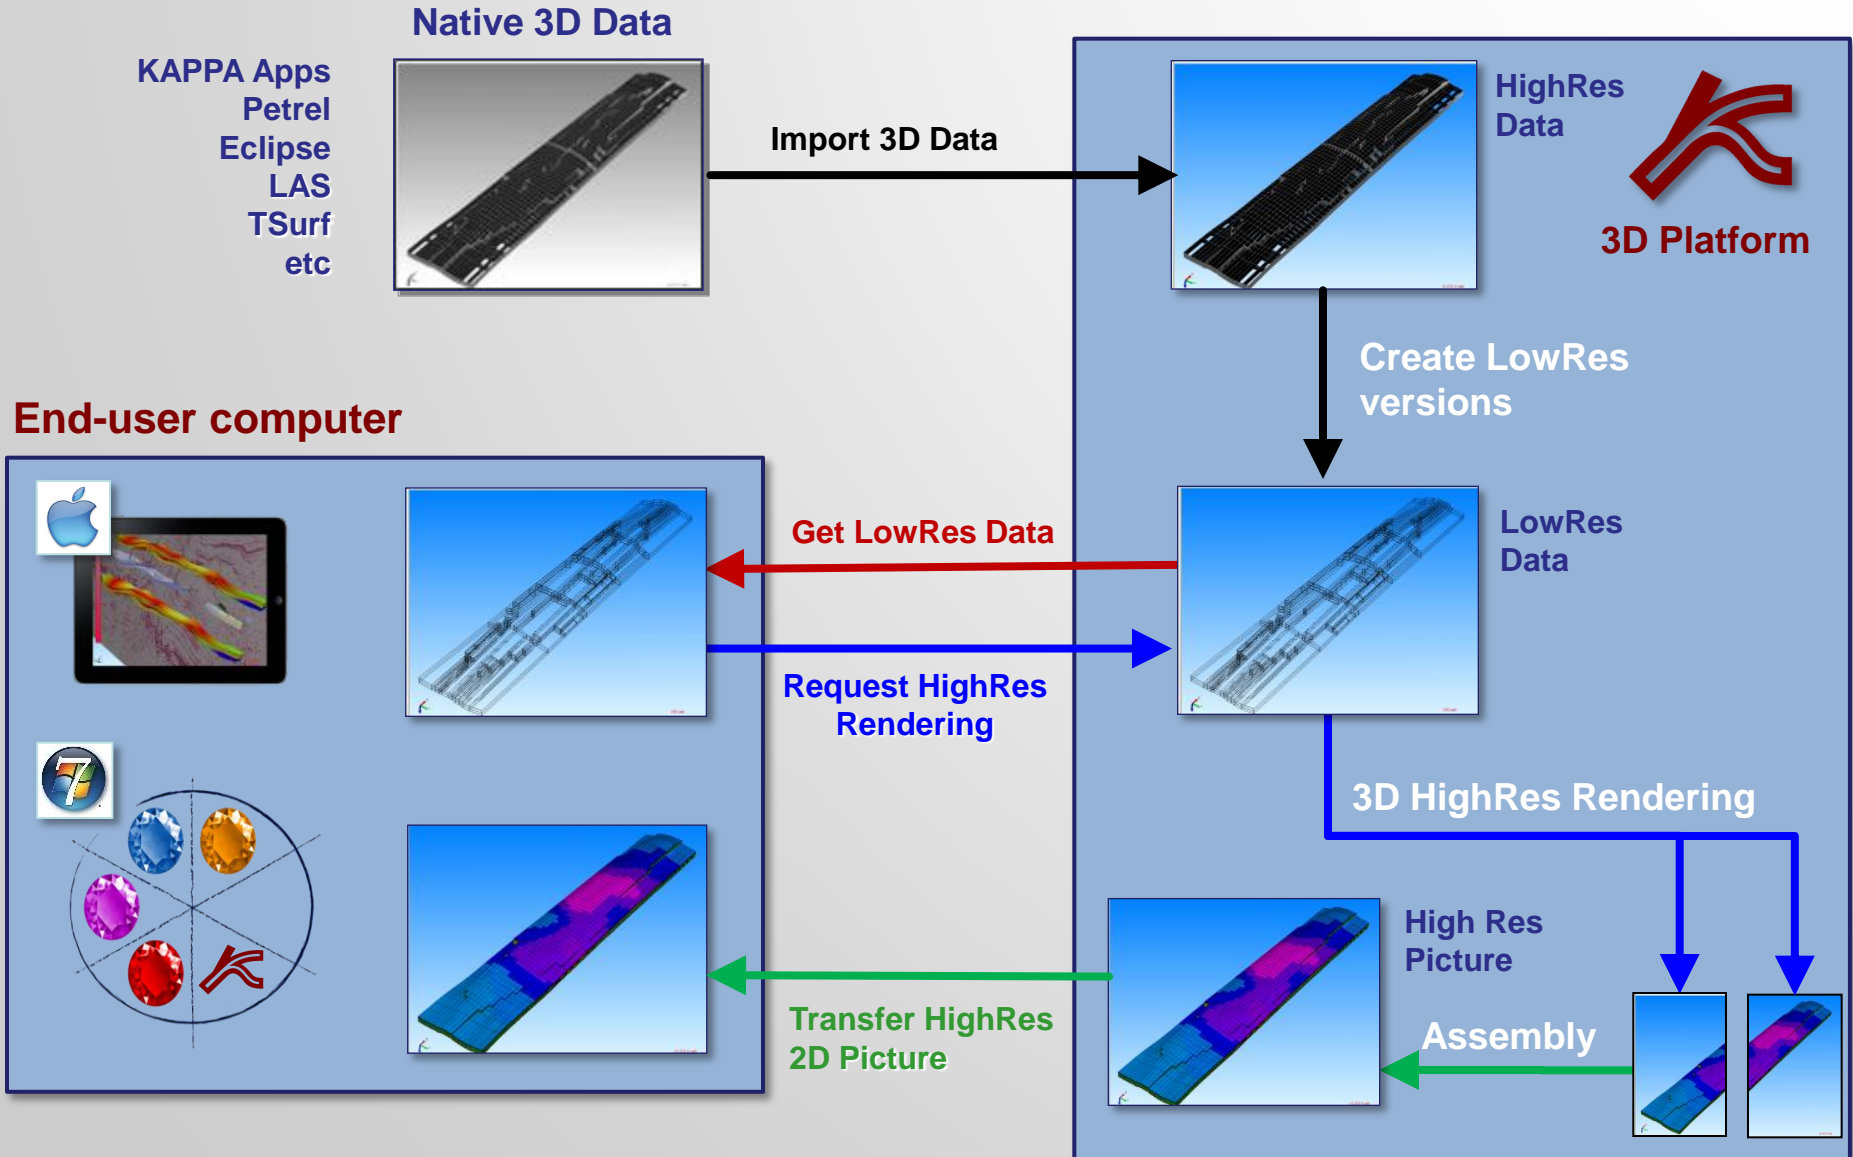 Native 3D Data
KAPPA Apps
Petrel
Eclipse
LAS
TSurf
etc
Import 3D Data
HighRes
Data
3D Platform
Create LowRes
versions
End-user computer
Get LowRes Data
LowRes
Data
Request HighRes
Rendering
7
3D HighRes Rendering
High Res
Picture
Transfer HighRes
2D Picture
Assembly